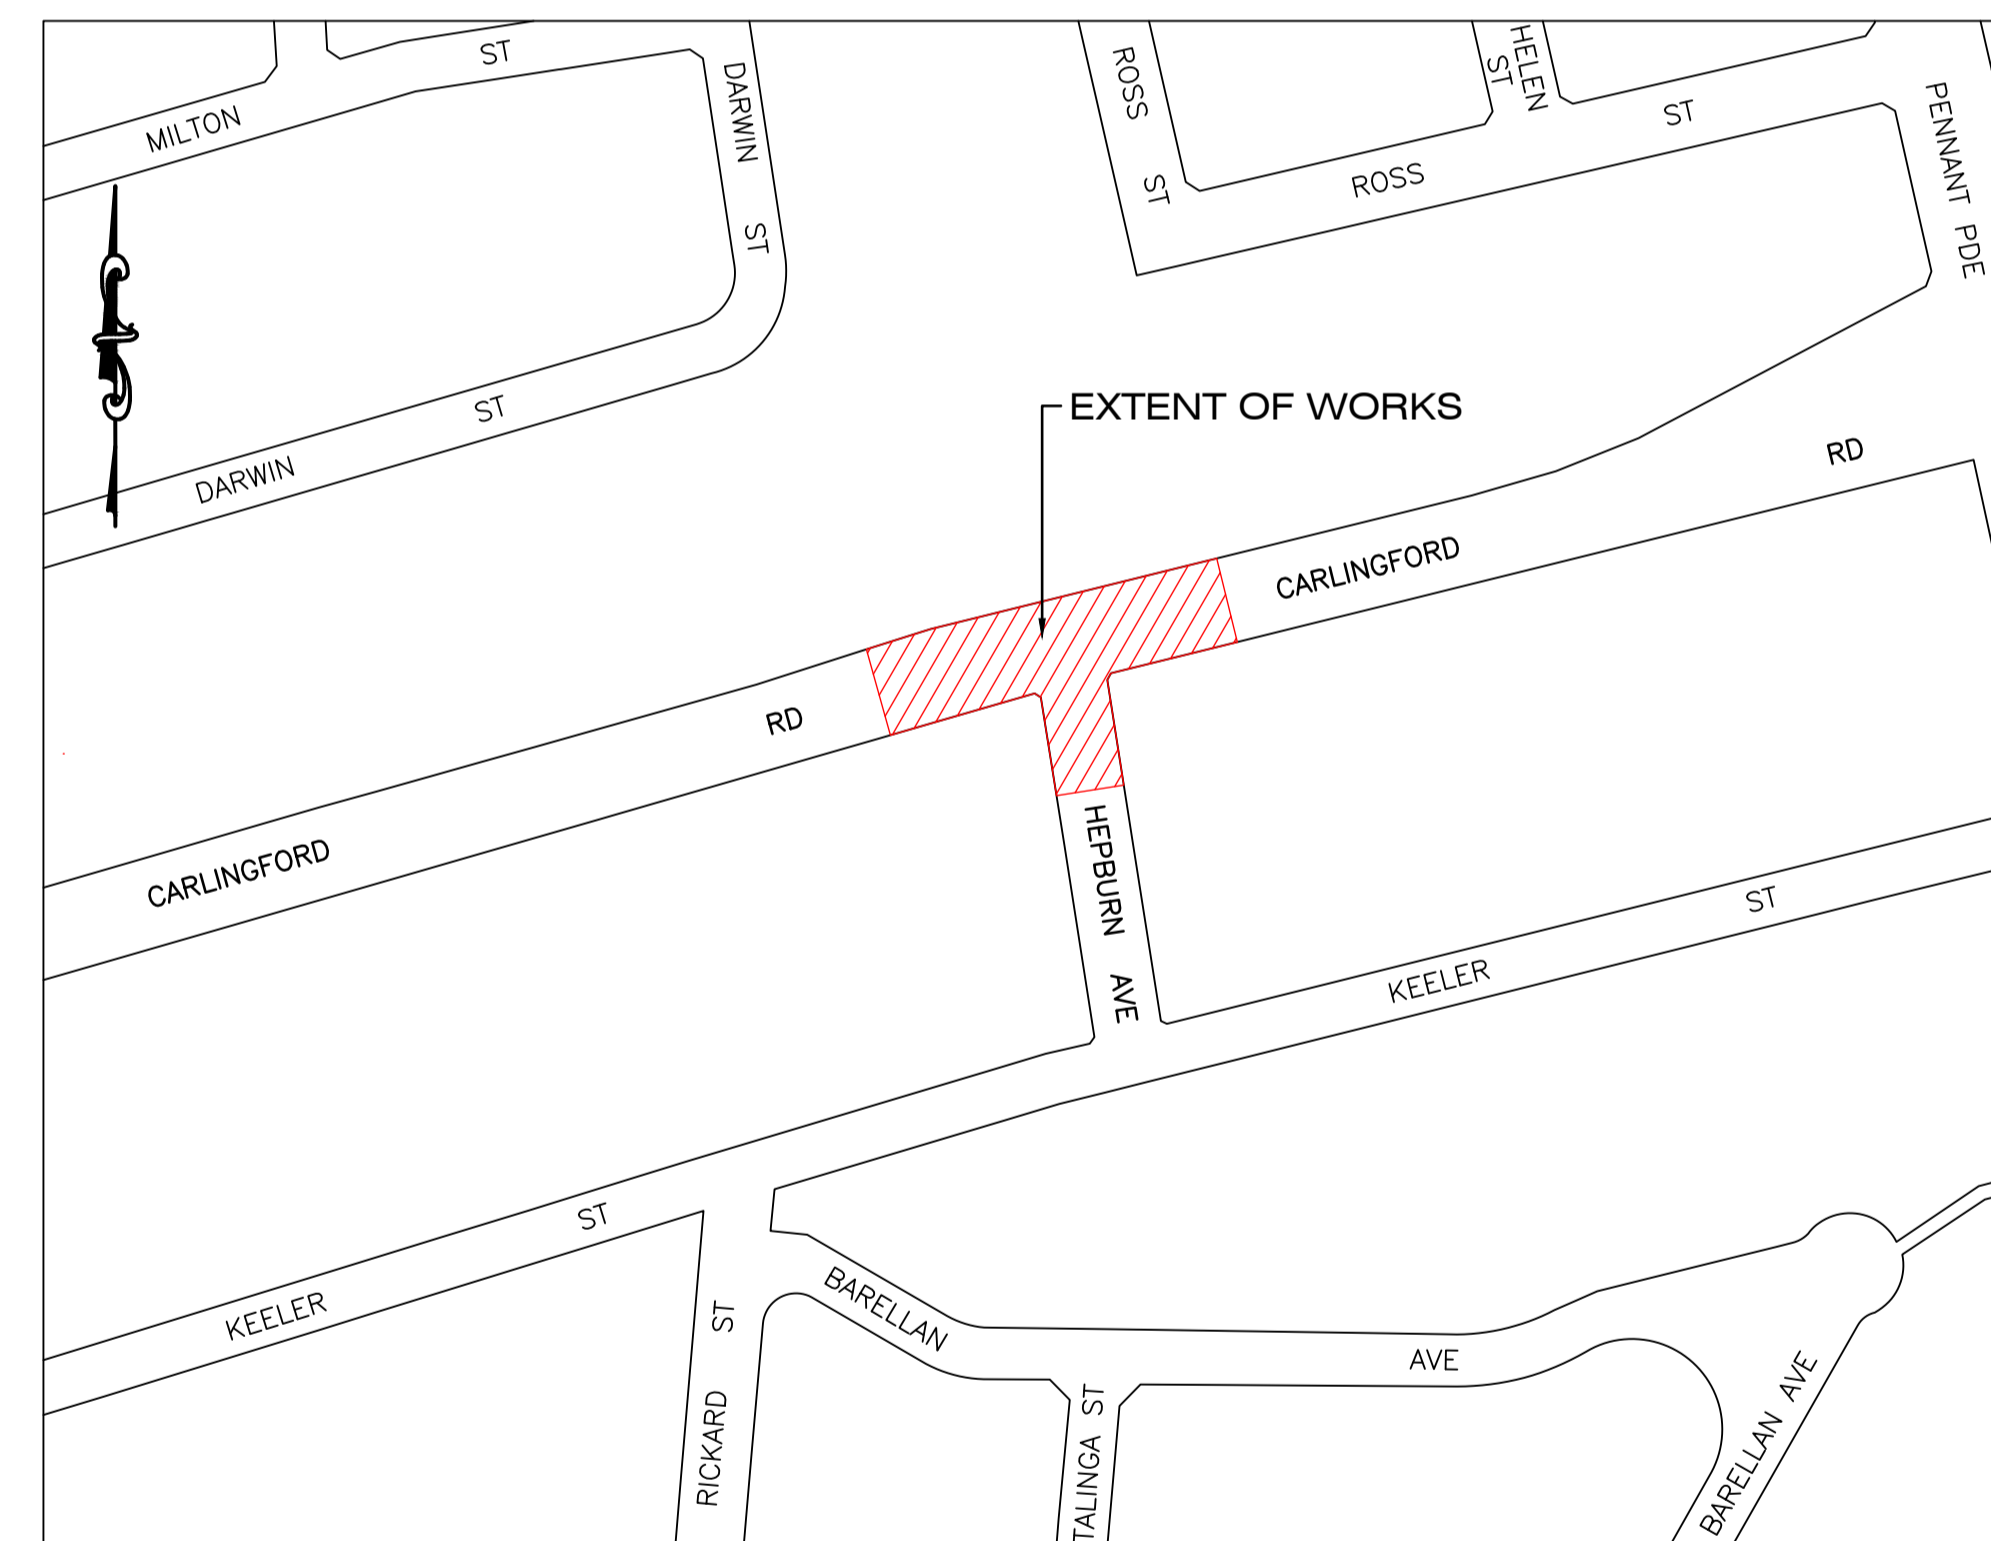 MILTON ST
DARWIN ST
ROSS ST
HELEN ST
ROSS ST
PENNANT PDE
DARWIN ST
EXTENT OF WORKS
CARLINGFORD RD
CARLINGFORD RD
HEPBURN AVE
KEELER ST
KEELER ST
RICKARD ST
BARELLAN AVE
TALINGA ST
BARELLAN AVE